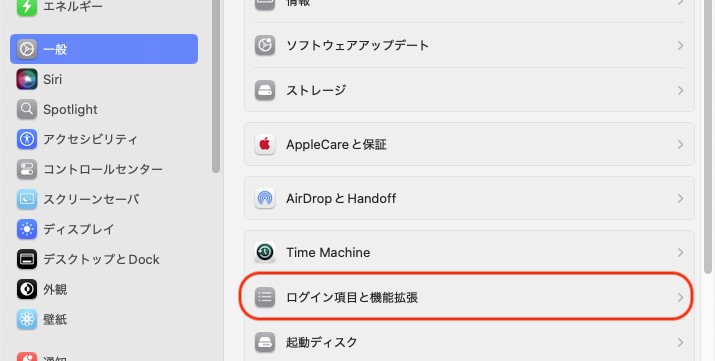 エネルギー
一般
Siri
Spotlight
アクセシビリティ
コントロールセンター
スクリーンセーバ
ディスプレイ
デスクトップとDock
外観
壁紙
通知
情報
ソフトウェアアップデート
ストレージ
AppleCareと保証
AirDropとHandoff
Time Machine
ログイン項目と機能拡張
起動ディスク